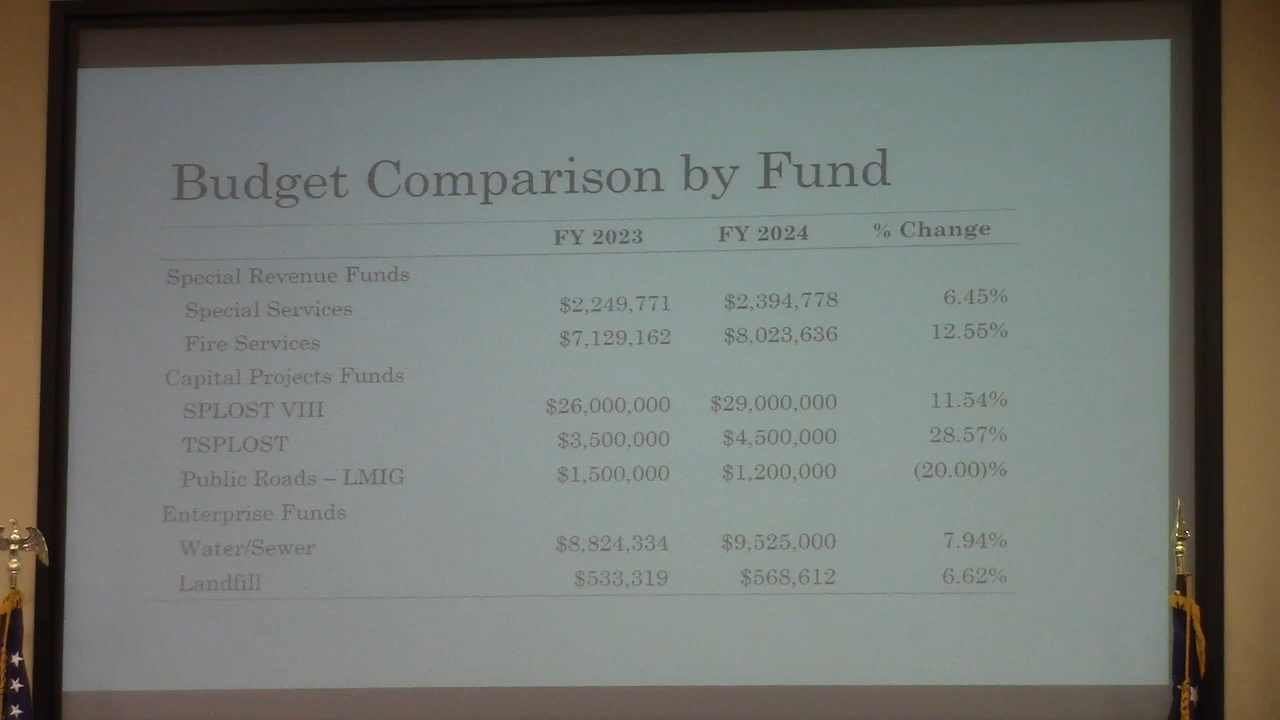 Budget Comparison by Fund
FY 2023 FY 2024 % Change
Special Revenue Funds
Special Services $2,249,771 $2,394,778 6.45%
Fire Services $7,129,162 $8,023,636 12.55%
Capital Projects Funds
SPLOST VIII $26,000,000 $29,000,000 11.54%
TSPLOST $3,500,000 $4,500,000 28.57%
Public Roads – LMIG $1,500,000 $1,200,000 (20.00)%
Enterprise Funds
Water/Sewer $8,824,334 $9,525,000 7.94%
Landfill $533,319 $568,612 6.62%